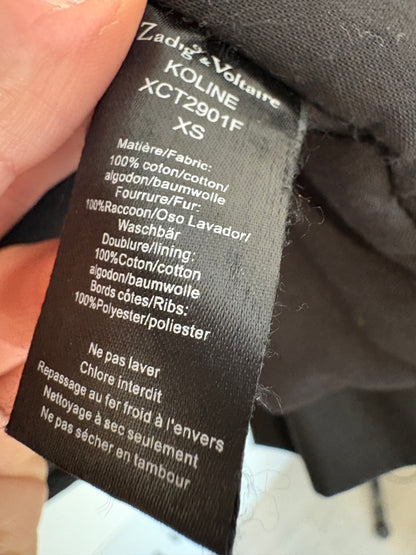 Zadig & Voltaire
KOLINE
XCT2901F
XS
Matière/Fabric:
100% coton/cotton/
algodon/baumwolle
Fourrure/Fur:
100%Raccoon/Oso Lavador/
Waschbär
Doublure/lining:
100%Coton/cotton
algodon/baumwolle
Bords côles/Ribs:
100%Polyester/poliester
Ne pas laver
Chlore interdit
Repassage au fer froid à l'envers
Nettoyage à sec seulement
Ne pas sécher en tambour